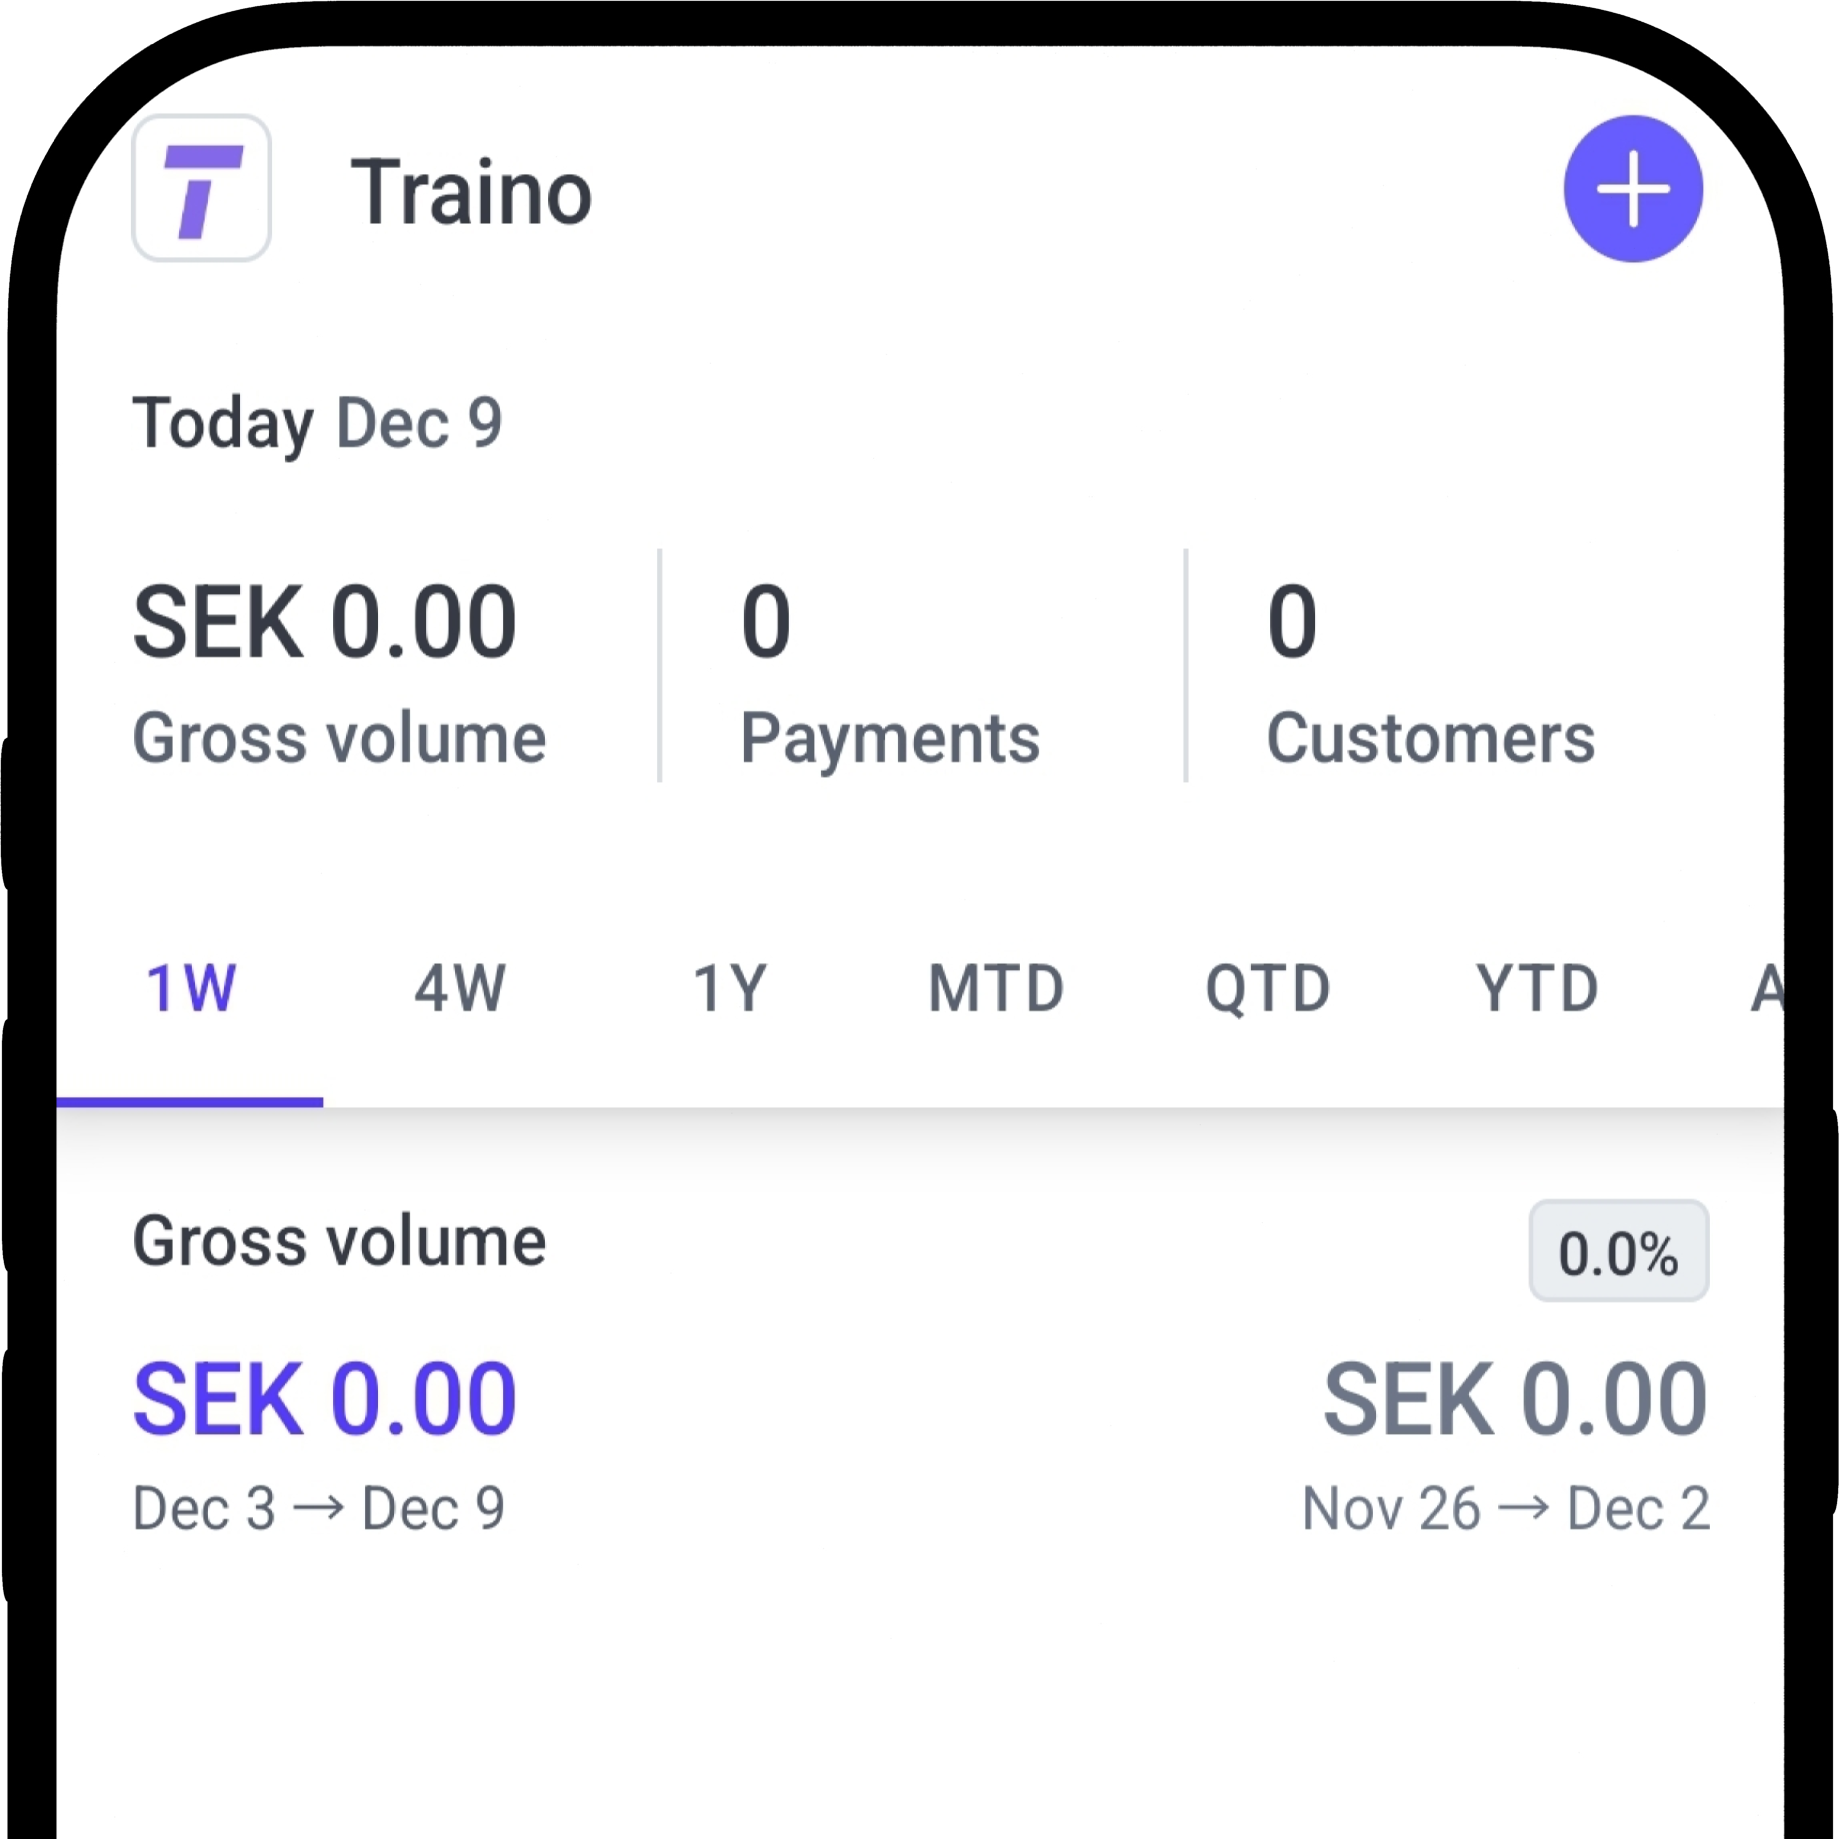 T Traino
Today Dec 9
SEK 0.00 0 0
Gross volume Payments Customers
1W 4W 1Y MTD QTD YTD A
Gross volume 0.0%
SEK 0.00 SEK 0.00
Dec 3 → Dec 9 Nov 26 → Dec 2